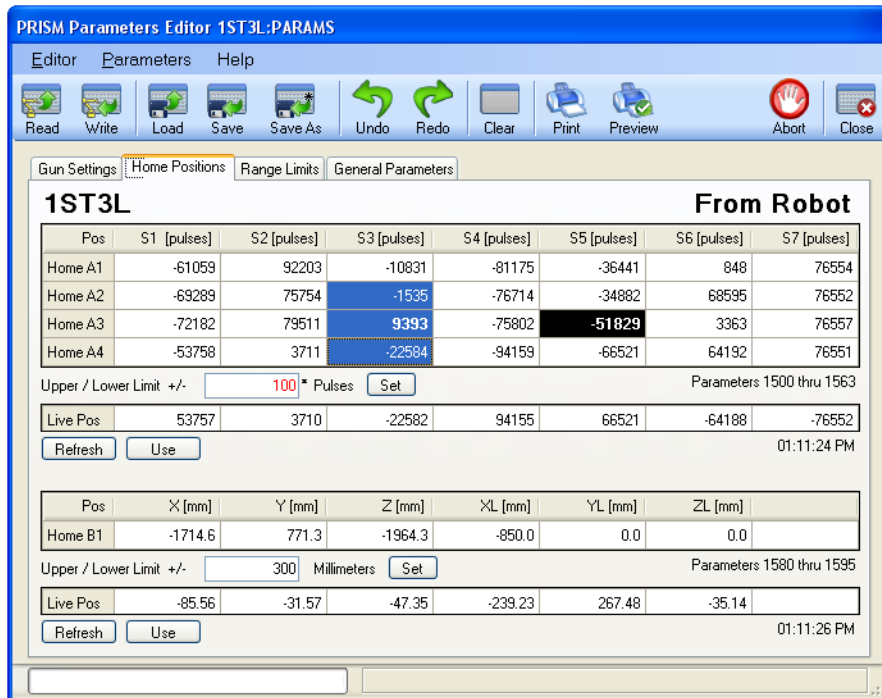 PRISM Parameters Editor 1ST3L:PARAMS
Editor Parameters Help
Read Write Load Save Save As Undo Redo Clear Print Preview Abort Close
Gun Settings Home Positions Range Limits General Parameters
1ST3L From Robot
Pos S1 [pulses] S2 [pulses] S3 [pulses] S4 [pulses] S5 [pulses] S6 [pulses] S7 [pulses]
Home A1 -61059 92203 -10831 -81175 -36441 848 76554
Home A2 -69289 75754 -1535 -76714 -34882 68595 76552
Home A3 -72182 79511 9393 -75802 -51829 3363 76557
Home A4 -53758 3711 -22584 -94159 -66521 64192 76551
Upper / Lower Limit +/- 100 * Pulses Set Parameters 1500 thru 1563
Live Pos 53757 3710 -22582 94155 66521 -64188 -76552
Refresh Use 01:11:24 PM
Pos X [mm] Y [mm] Z [mm] XL [mm] YL [mm] ZL [mm]
Home B1 -1714.6 771.3 -1964.3 -850.0 0.0 0.0
Upper / Lower Limit +/- 300 Millimeters Set Parameters 1580 thru 1595
Live Pos -85.56 -31.57 -47.35 -239.23 267.48 -35.14
Refresh Use 01:11:26 PM